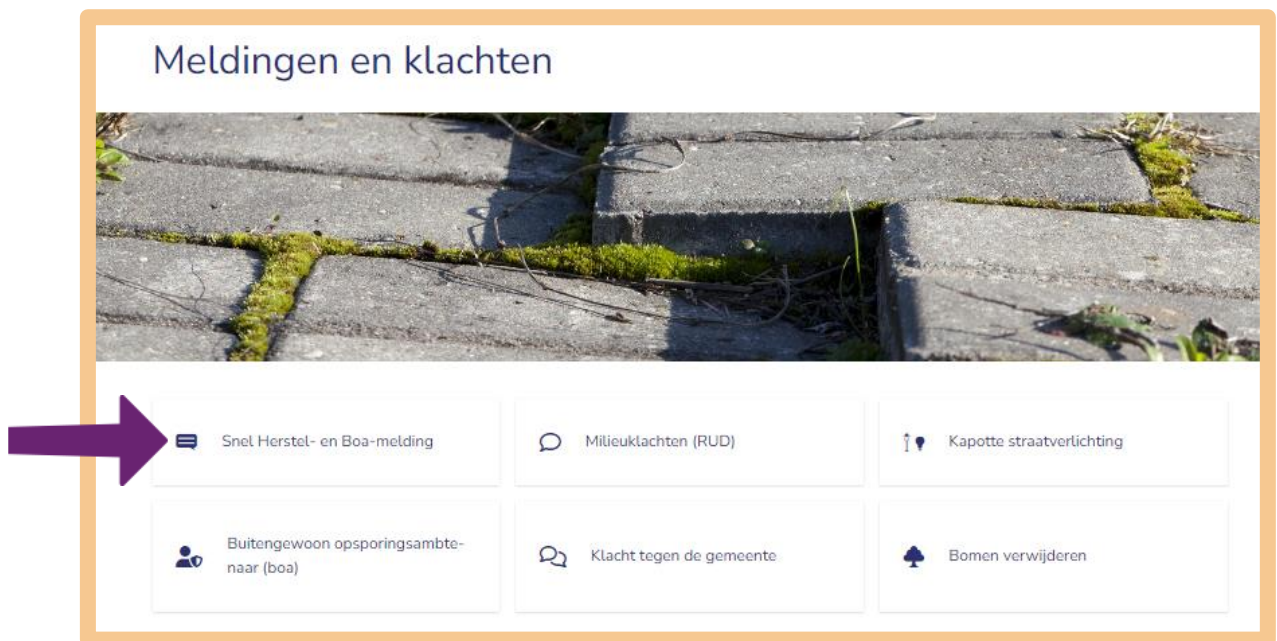 Meldingen en klachten
Snel Herstel- en Boa-melding
Milieuklachten (RUD)
Kapotte straatverlichting
Buitengewoon opsporingsambte-
naar (boa)
Klacht tegen de gemeente
Bomen verwijderen